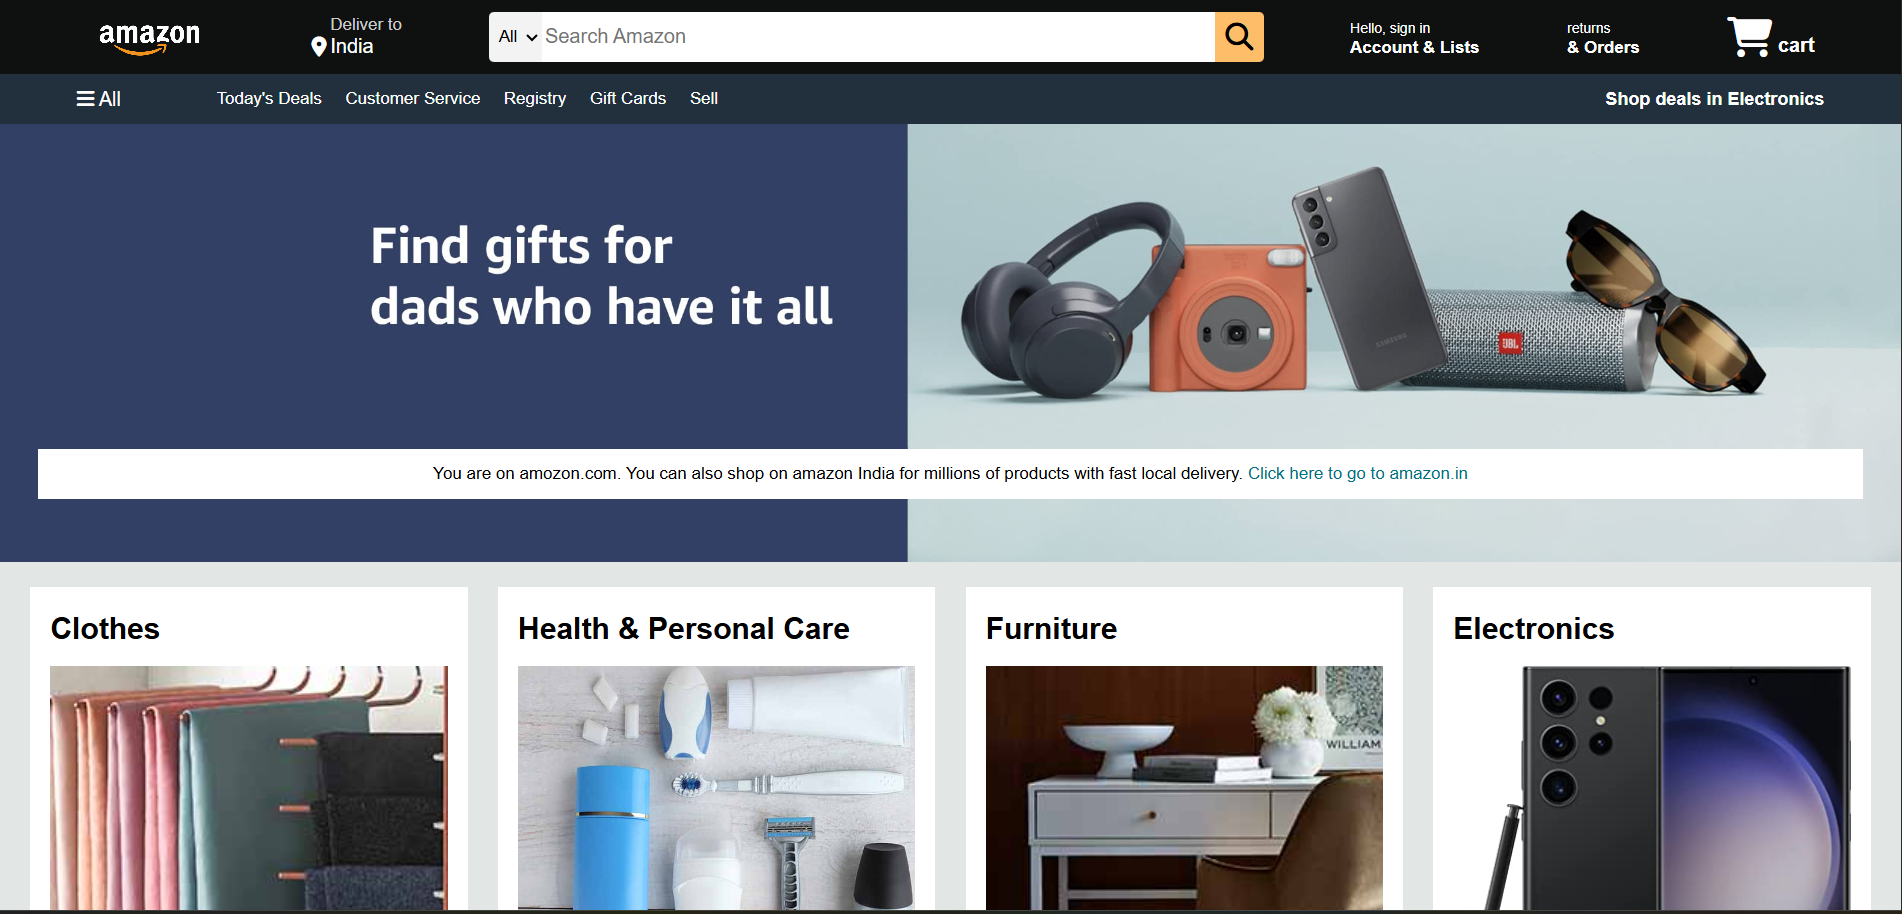 amazon
Deliver to
India
All
Search Amazon
Hello, sign in
Account & Lists
returns
& Orders
cart
All
Today's Deals
Customer Service
Registry
Gift Cards
Sell
Shop deals in Electronics
Find gifts for
dads who have it all
SAMSUNG
JBL
You are on amozon.com. You can also shop on amazon India for millions of products with fast local delivery. Click here to go to amazon.in
Clothes
Health & Personal Care
Furniture
Electronics
WILLIAM